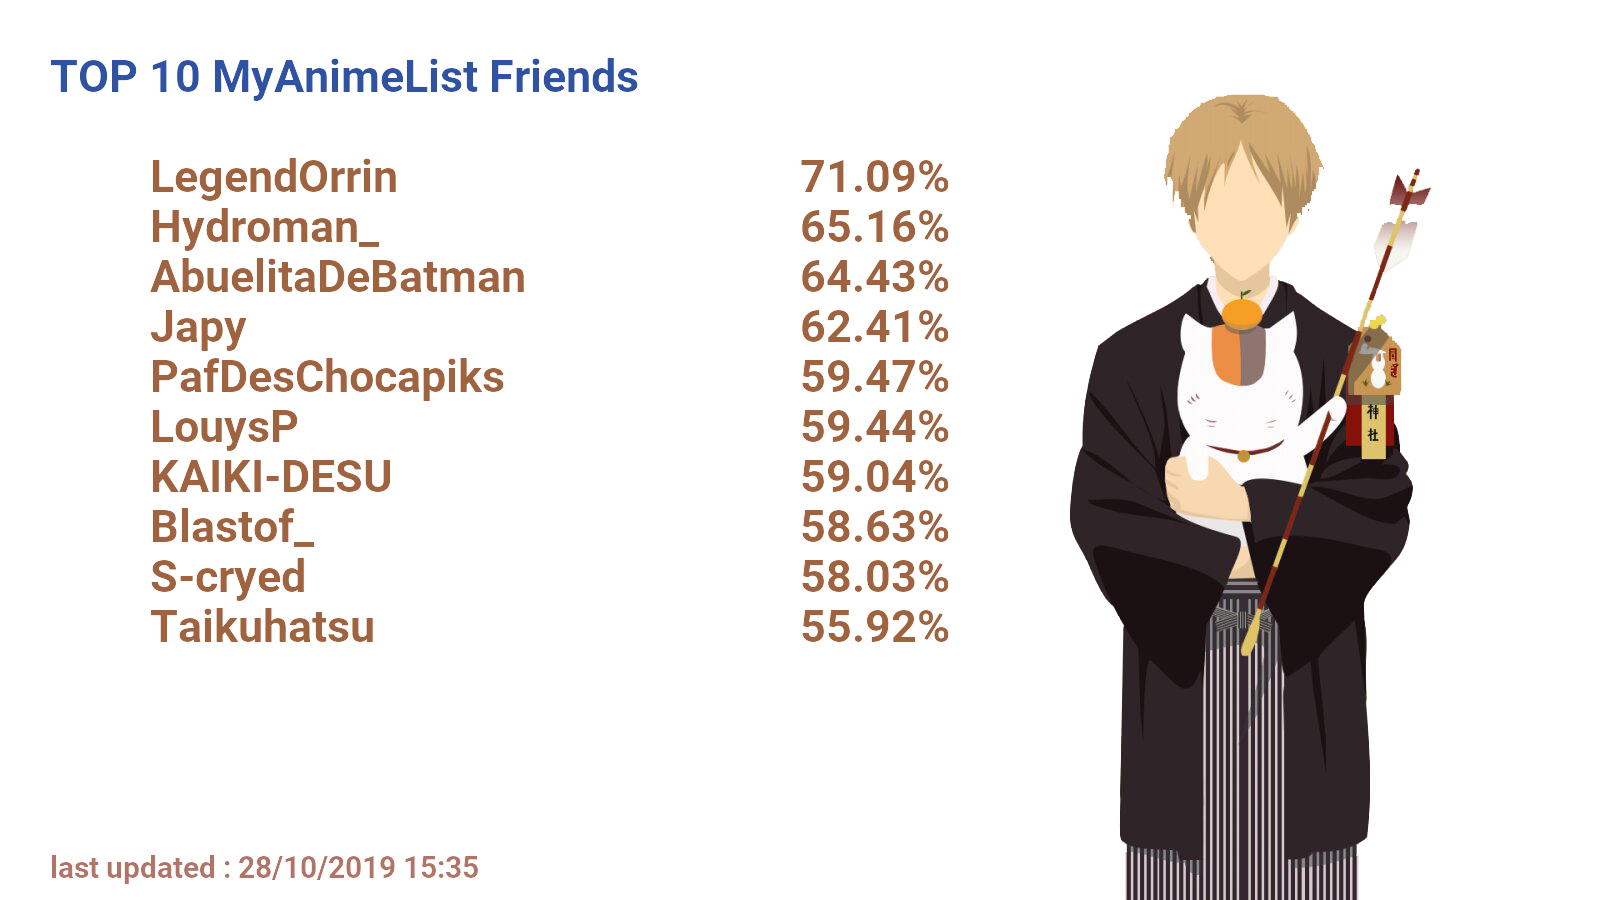 TOP 10 MyAnimeList Friends
LegendOrrin 71.09%
Hydroman_ 65.16%
AbuelitaDeBatman 64.43%
Japy 62.41%
PafDesChocapiks 59.47%
LouysP 59.44%
KAIKI-DESU 59.04%
Blastof_ 58.63%
S-cryed 58.03%
Taikuhatsu 55.92%
神社
last updated : 28/10/2019 15:35